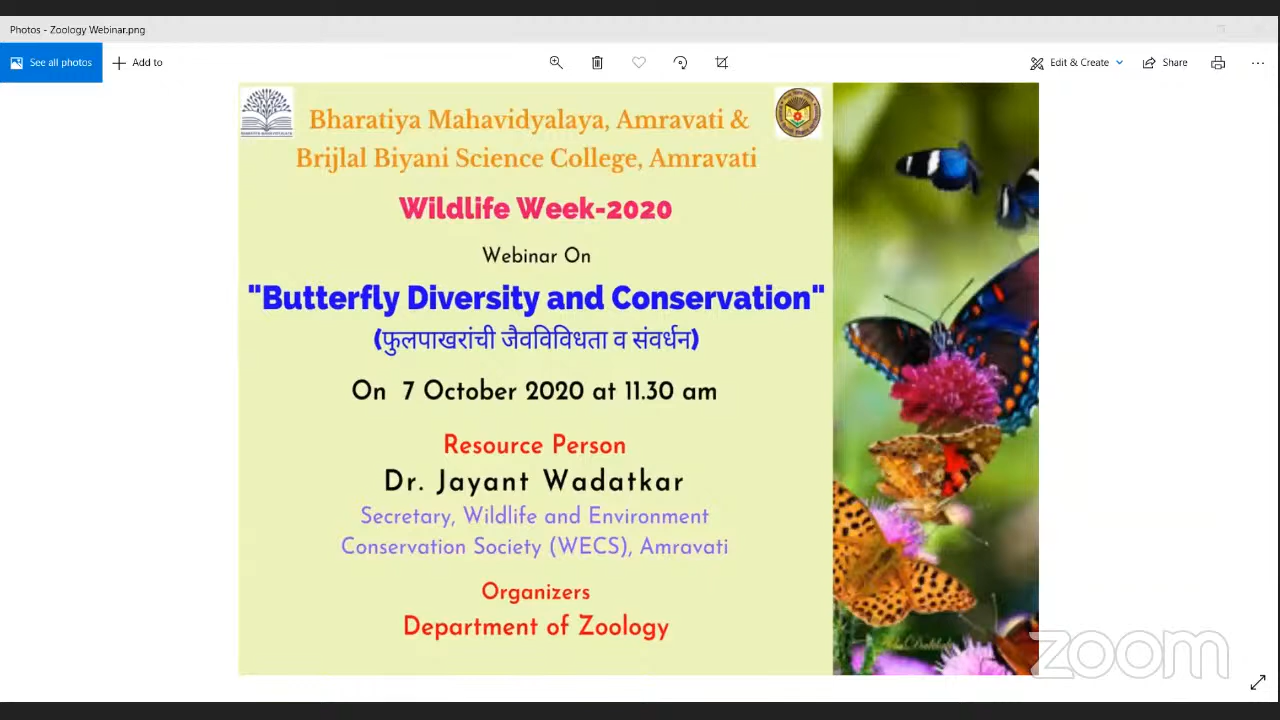 Photos - Zoology Webinar.png
See all photos
Add to
Edit & Create
Share
Bharatiya Mahavidyalaya, Amravati &
Brijlal Biyani Science College, Amravati
Wildlife Week-2020
Webinar On
"Butterfly Diversity and Conservation"
(फुलपाखरांची जैवविविधता व संवर्धन)
On 7 October 2020 at 11.30 am
Resource Person
Dr. Jayant Wadatkar
Secretary, Wildlife and Environment
Conservation Society (WECS), Amravati
Organizers
Department of Zoology
zoom